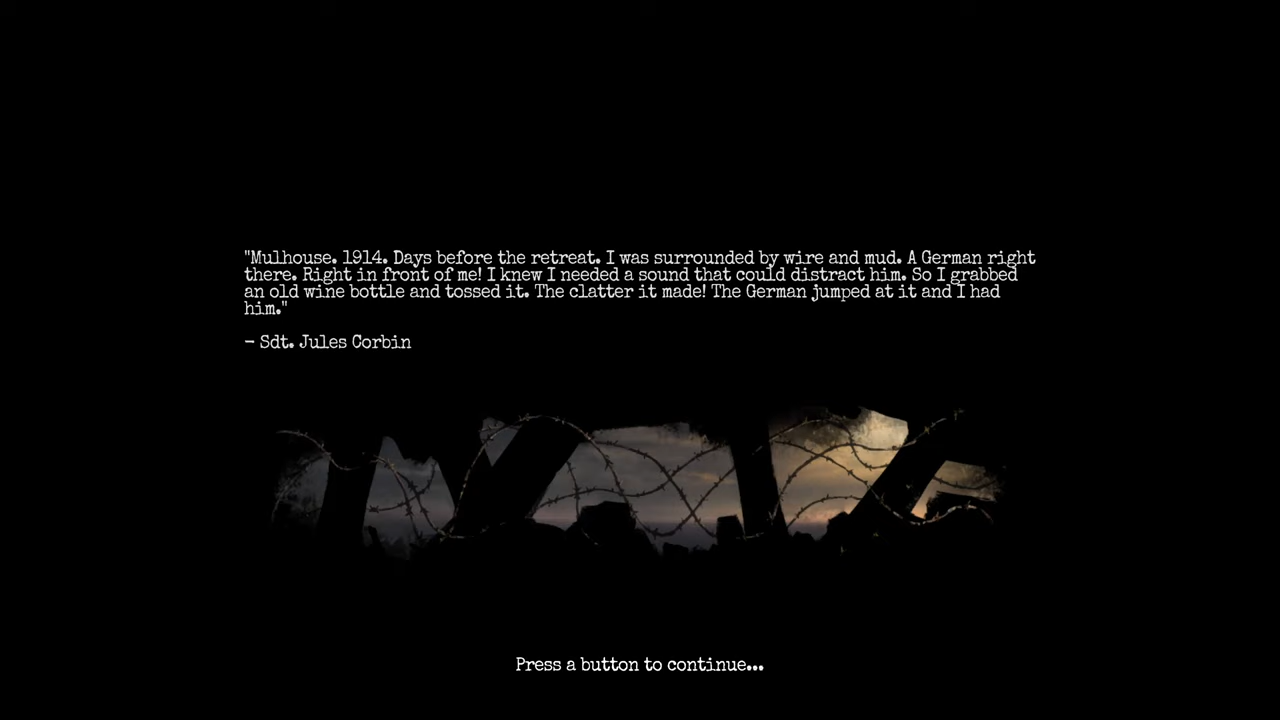 "Mulhouse. 1914. Days before the retreat. I was surrounded by wire and mud. A German right
there. Right in front of me! I knew I needed a sound that could distract him. So I grabbed
an old wine bottle and tossed it. The clatter it made! The German jumped at it and I had
him."
- Sdt. Jules Corbin
Press a button to continue...